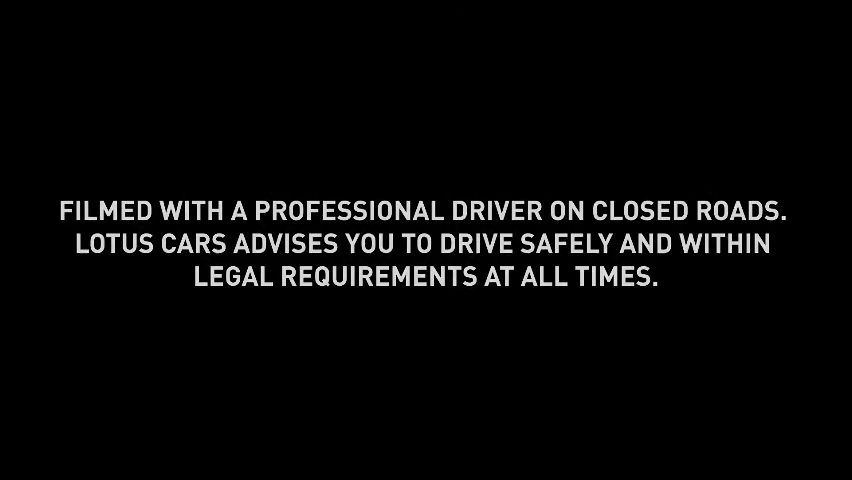 FILMED WITH A PROFESSIONAL DRIVER ON CLOSED ROADS.
LOTUS CARS ADVISES YOU TO DRIVE SAFELY AND WITHIN
LEGAL REQUIREMENTS AT ALL TIMES.